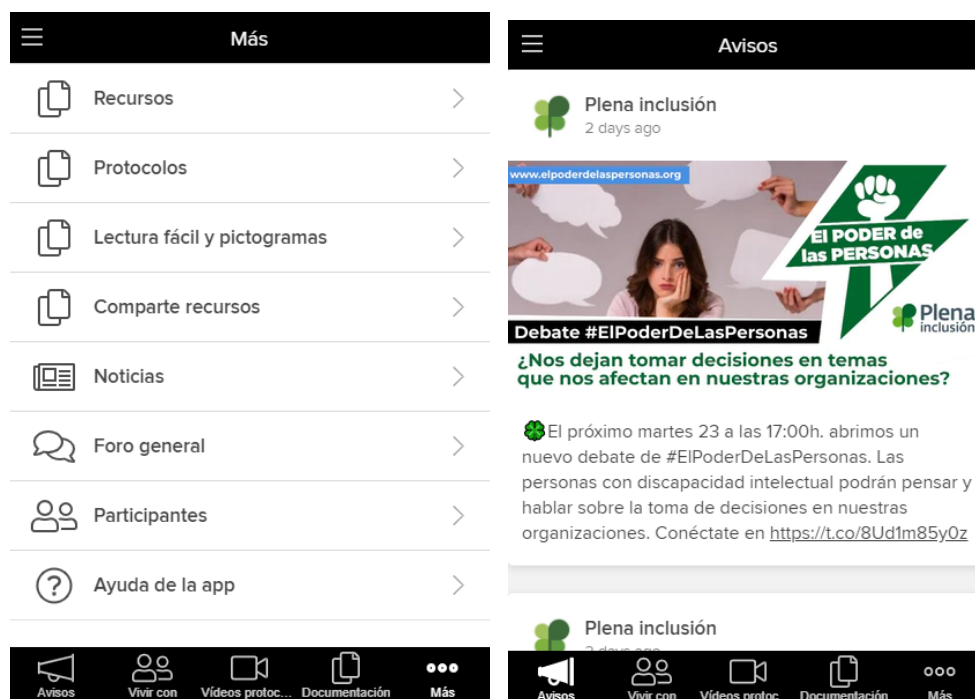 Más
Recursos
Protocolos
Lectura fácil y pictogramas
Comparte recursos
Noticias
Foro general
Participantes
Ayuda de la app
Avisos
Vivir con
Vídeos protoc...
Documentación
Más
Avisos
Plena inclusión
2 days ago
www.elpoderdelaspersonas.org
El PODER de
las PERSONAS
Plena
inclusión
Debate #ElPoderDeLasPersonas
¿Nos dejan tomar decisiones en temas
que nos afectan en nuestras organizaciones?
El próximo martes 23 a las 17:00h. abrimos un
nuevo debate de #ElPoderDeLasPersonas. Las
personas con discapacidad intelectual podrán pensar y
hablar sobre la toma de decisiones en nuestras
organizaciones. Conéctate en https://t.co/8Ud1m85y0z
Plena inclusión
2 days ago
Avisos
Vivir con
Vídeos protoc
Documentación
Más